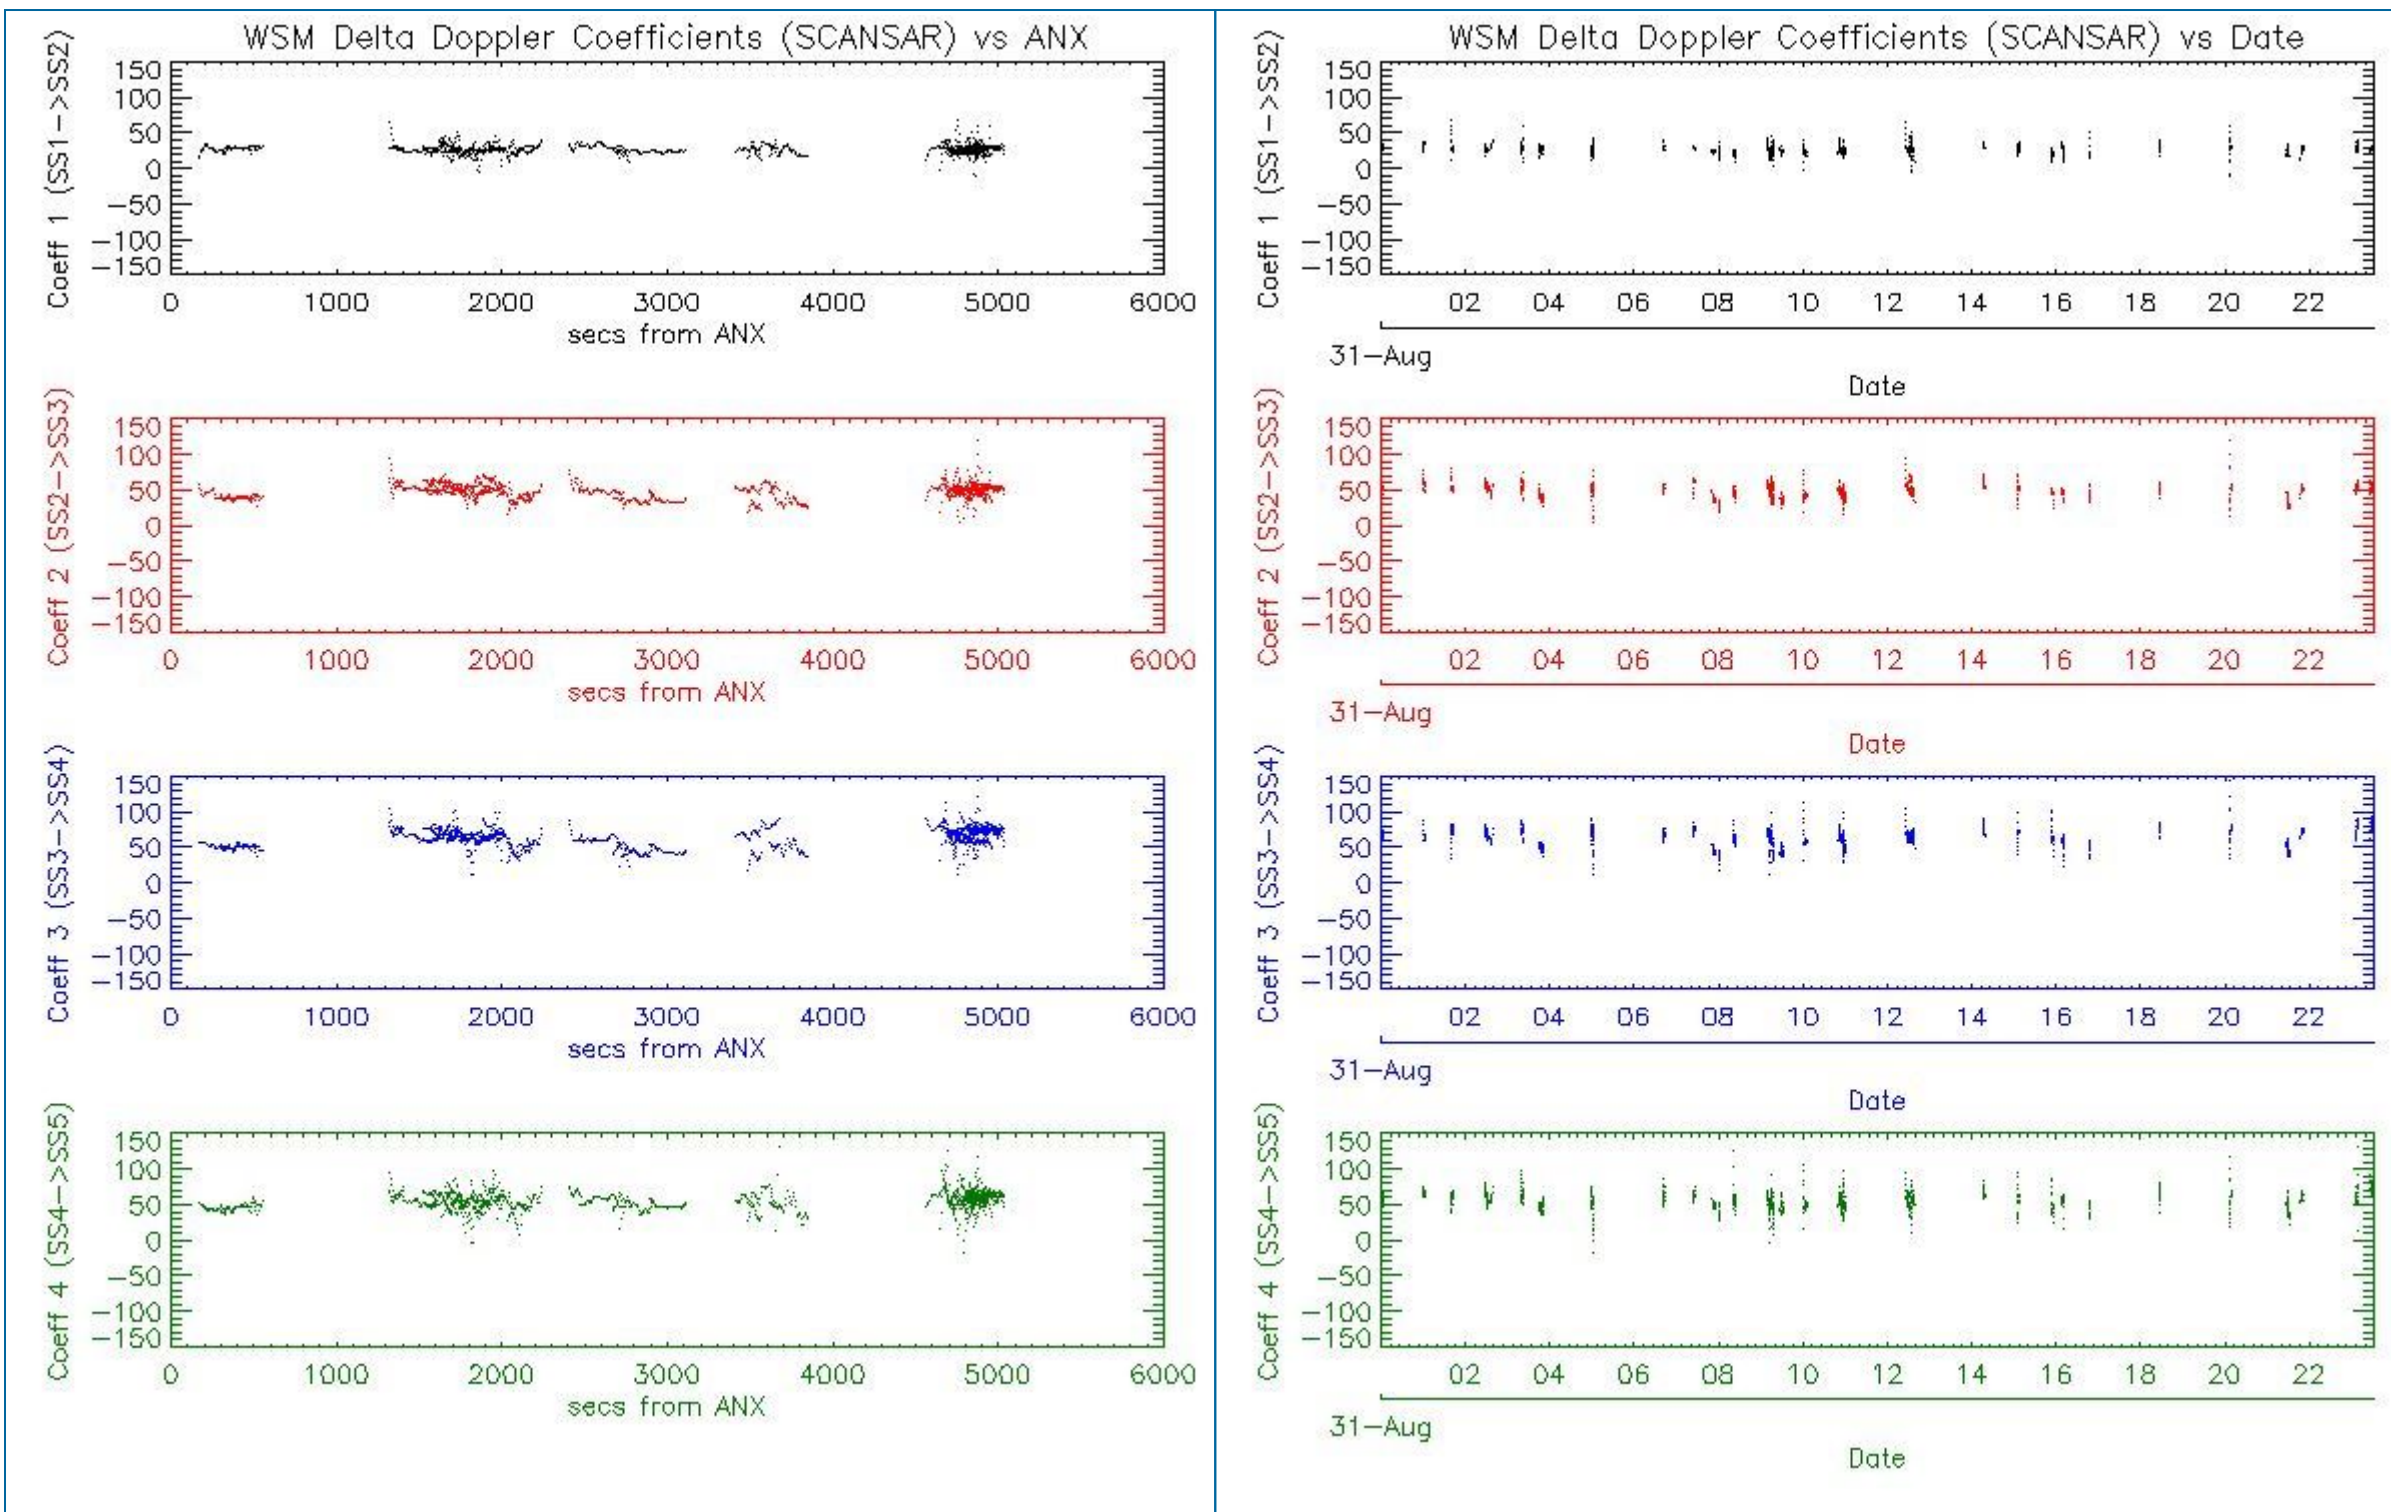 WSM Delta Doppler Coefficients (SCANSAR) vs ANX
Coeff 1 (SS1->SS2)
150
100
50
0
-50
-100
-150
0 1000 2000 3000 4000 5000 6000
secs from ANX
Coeff 2 (SS2->SS3)
150
100
50
0
-50
-100
-150
0 1000 2000 3000 4000 5000 6000
secs from ANX
Coeff 3 (SS3->SS4)
150
100
50
0
-50
-100
-150
0 1000 2000 3000 4000 5000 6000
secs from ANX
Coeff 4 (SS4->SS5)
150
100
50
0
-50
-100
-150
0 1000 2000 3000 4000 5000 6000
secs from ANX
WSM Delta Doppler Coefficients (SCANSAR) vs Date
Coeff 1 (SS1->SS2)
150
100
50
0
-50
-100
-150
02 04 06 08 10 12 14 16 18 20 22
31-Aug
Date
Coeff 2 (SS2->SS3)
150
100
50
0
-50
-100
-150
02 04 06 08 10 12 14 16 18 20 22
31-Aug
Date
Coeff 3 (SS3->SS4)
150
100
50
0
-50
-100
-150
02 04 06 08 10 12 14 16 18 20 22
31-Aug
Date
Coeff 4 (SS4->SS5)
150
100
50
0
-50
-100
-150
02 04 06 08 10 12 14 16 18 20 22
31-Aug
Date